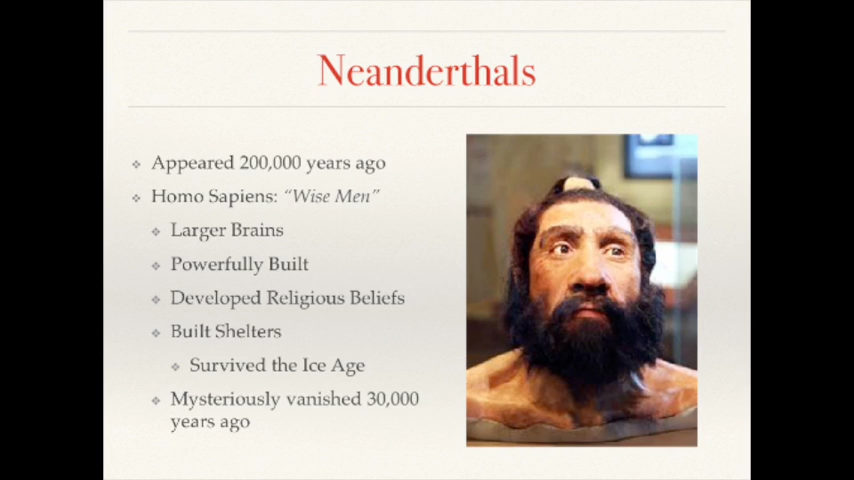 Neanderthals
Appeared 200,000 years ago
Homo Sapiens: “Wise Men”
Larger Brains
Powerfully Built
Developed Religious Beliefs
Built Shelters
Survived the Ice Age
Mysteriously vanished 30,000
years ago